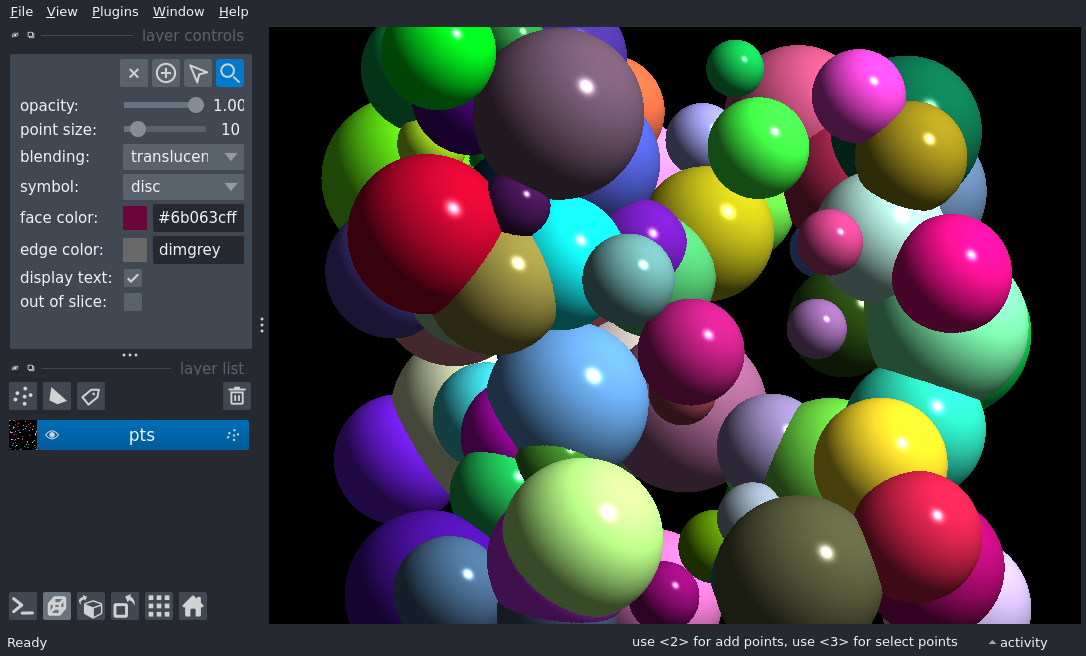 File View Plugins Window Help
layer controls
opacity: 1.00
point size: 10
blending: translucen
symbol: disc
face color: #6b063cff
edge color: dimgrey
display text:
out of slice:
layer list
pts
Ready
use <2> for add points, use <3> for select points
activity